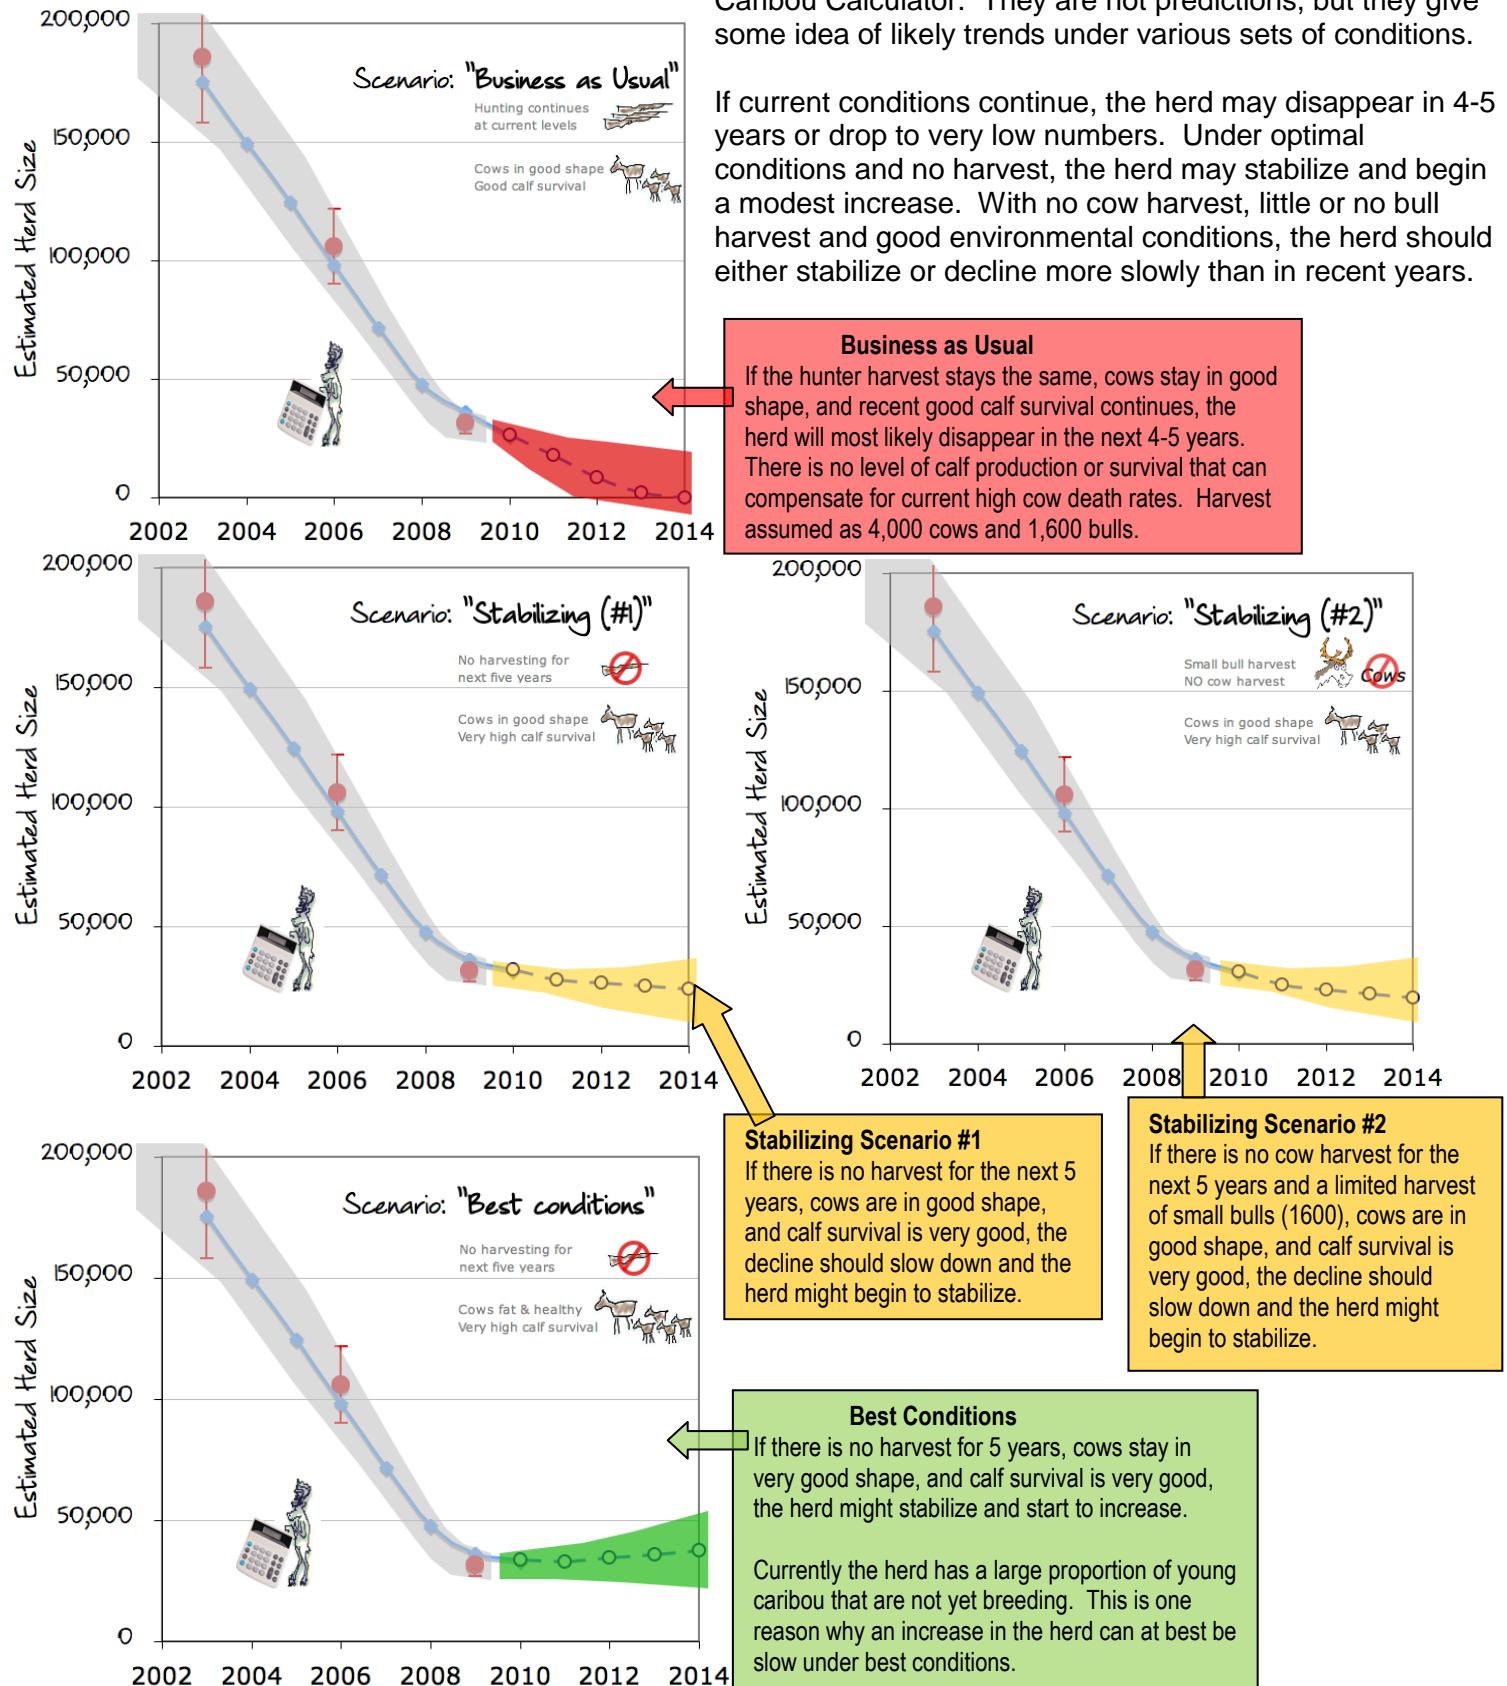 Caribou Calculator. They are not predictions, but they give
some idea of likely trends under various sets of conditions.
If current conditions continue, the herd may disappear in 4-5
years or drop to very low numbers. Under optimal
conditions and no harvest, the herd may stabilize and begin
a modest increase. With no cow harvest, little or no bull
harvest and good environmental conditions, the herd should
either stabilize or decline more slowly than in recent years.
Scenario: "Business as Usual"
Hunting continues
at current levels
Cows in good shape
Good calf survival
Estimated Herd Size
200,000
150,000
100,000
50,000
0
2002 2004 2006 2008 2010 2012 2014
Business as Usual
If the hunter harvest stays the same, cows stay in good
shape, and recent good calf survival continues, the
herd will most likely disappear in the next 4-5 years.
There is no level of calf production or survival that can
compensate for current high cow death rates. Harvest
assumed as 4,000 cows and 1,600 bulls.
Scenario: "Stabilizing (#1)"
No harvesting for
next five years
Cows in good shape
Very high calf survival
Estimated Herd Size
200,000
150,000
100,000
50,000
0
2002 2004 2006 2008 2010 2012 2014
Scenario: "Stabilizing (#2)"
Small bull harvest
NO cow harvest
Cows
Cows in good shape
Very high calf survival
Estimated Herd Size
200,000
150,000
100,000
50,000
0
2002 2004 2006 2008 2010 2012 2014
Stabilizing Scenario #1
If there is no harvest for the next 5
years, cows are in good shape,
and calf survival is very good, the
decline should slow down and the
herd might begin to stabilize.
Stabilizing Scenario #2
If there is no cow harvest for the
next 5 years and a limited harvest
of small bulls (1600), cows are in
good shape, and calf survival is
very good, the decline should
slow down and the herd might
begin to stabilize.
Scenario: "Best conditions"
No harvesting for
next five years
Cows fat & healthy
Very high calf survival
Estimated Herd Size
200,000
150,000
100,000
50,000
0
2002 2004 2006 2008 2010 2012 2014
Best Conditions
If there is no harvest for 5 years, cows stay in
very good shape, and calf survival is very good,
the herd might stabilize and start to increase.
Currently the herd has a large proportion of young
caribou that are not yet breeding. This is one
reason why an increase in the herd can at best be
slow under best conditions.